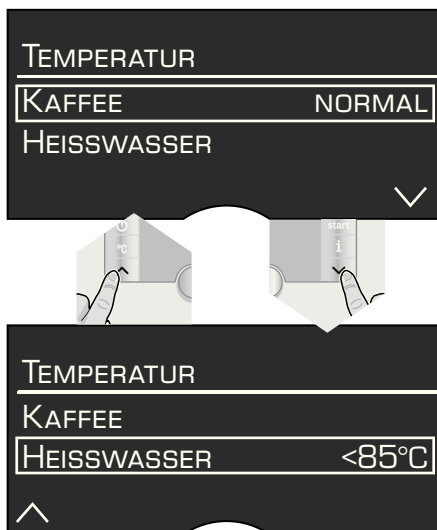 TEMPERATUR
KAFFEE NORMAL
HEISSWASSER
°C
start
i
TEMPERATUR
KAFFEE
HEISSWASSER <85°C